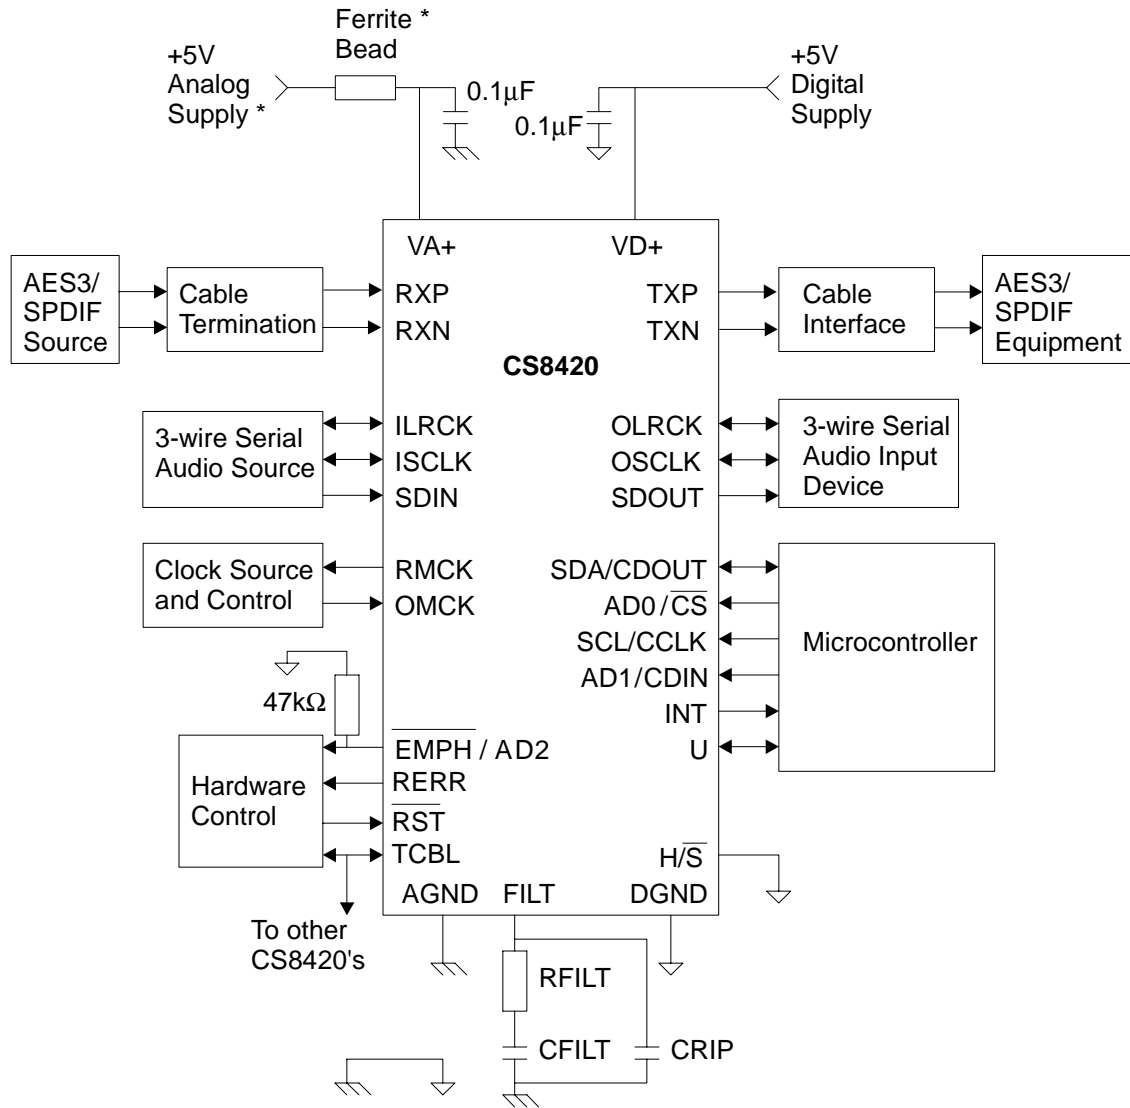 Ferrite *
Bead
+5V
Analog
Supply *
0.1µF
0.1µF
+5V
Digital
Supply
VA+
VD+
AES3/
SPDIF
Source
Cable
Termination
RXP
RXN
TXP
TXN
Cable
Interface
AES3/
SPDIF
Equipment
CS8420
3-wire Serial
Audio Source
ILRCK
ISCLK
SDIN
OLRCK
OSCLK
SDOUT
3-wire Serial
Audio Input
Device
Clock Source
and Control
RMCK
OMCK
SDA/CDOUT
AD0/CS
SCL/CCLK
AD1/CDIN
INT
U
Microcontroller
47kΩ
Hardware
Control
EMPH / AD2
RERR
RST
TCBL
H/S
AGND
FILT
DGND
To other
CS8420's
RFILT
CFILT
CRIP